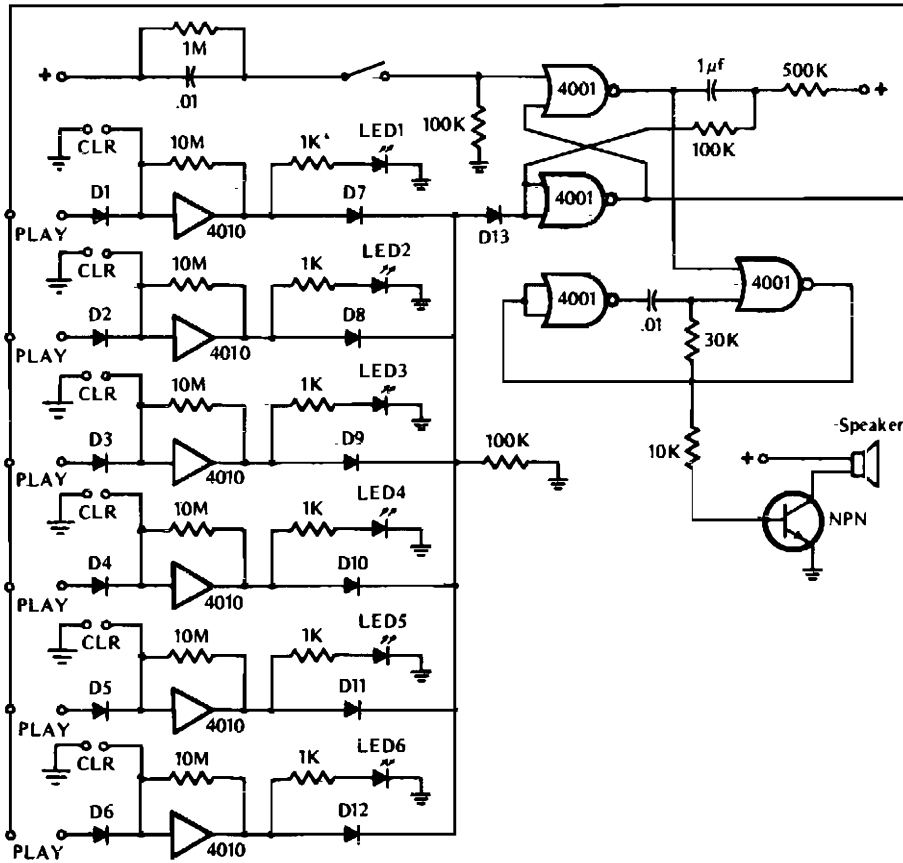 1M
+
.01
100K
4001
1µf
500K
+
100K
4001
CLR
10M
1K
LED1
D1
PLAY
4010
D7
D13
CLR
10M
1K
LED2
D2
PLAY
4010
D8
4001
.01
4001
30K
CLR
10M
1K
LED3
D3
PLAY
4010
D9
100K
10K
+
Speaker
NPN
CLR
10M
1K
LED4
D4
PLAY
4010
D10
CLR
10M
1K
LED5
D5
PLAY
4010
D11
CLR
10M
1K
LED6
D6
PLAY
4010
D12